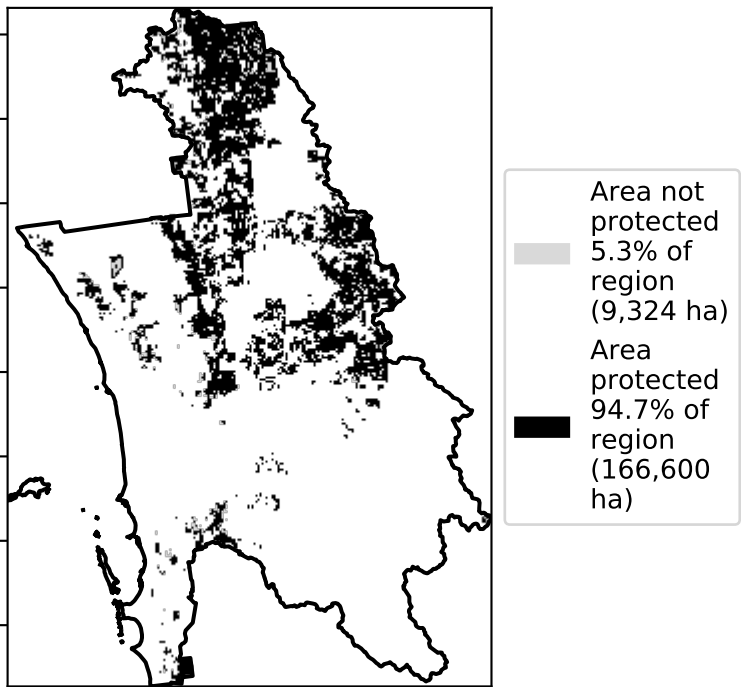 Area not
protected
5.3% of
region
(9,324 ha)
Area
protected
94.7% of
region
(166,600
ha)